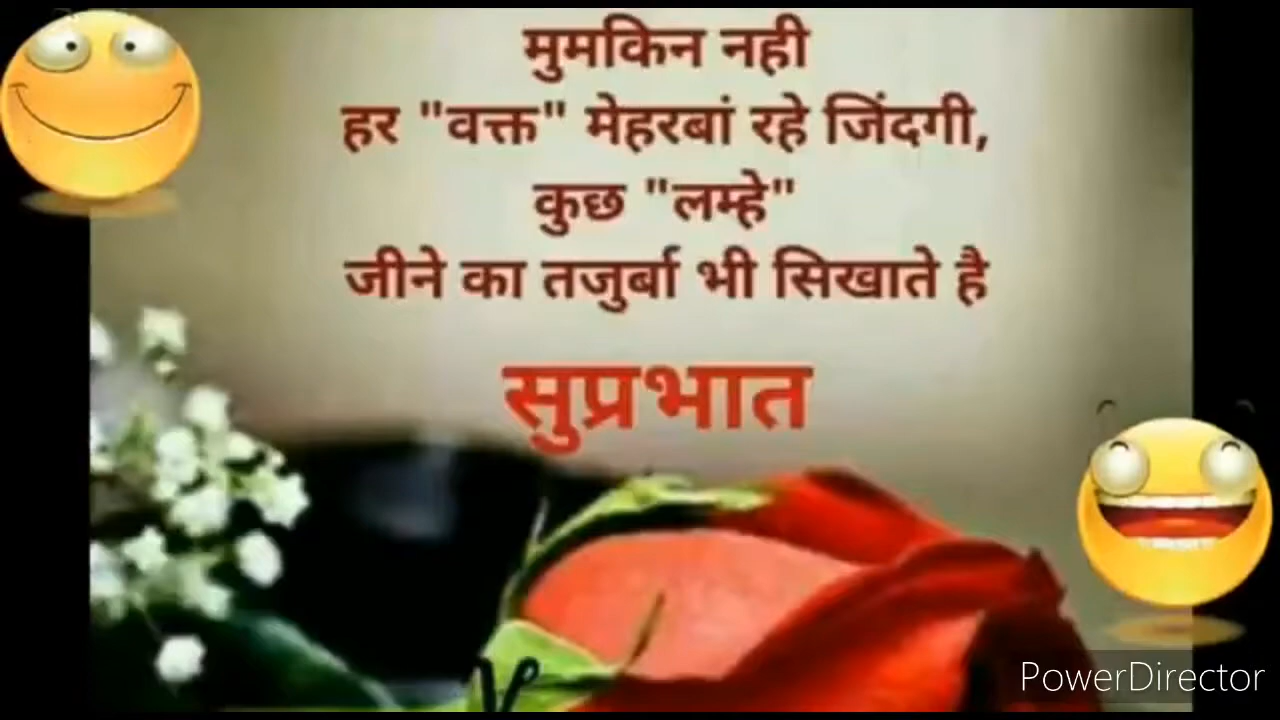 मुमकिन नही
हर "वक्त" मेहरबां रहे जिंदगी,
कुछ "लम्हे"
जीने का तजुर्बा भी सिखाते है
सुप्रभात
PowerDirector